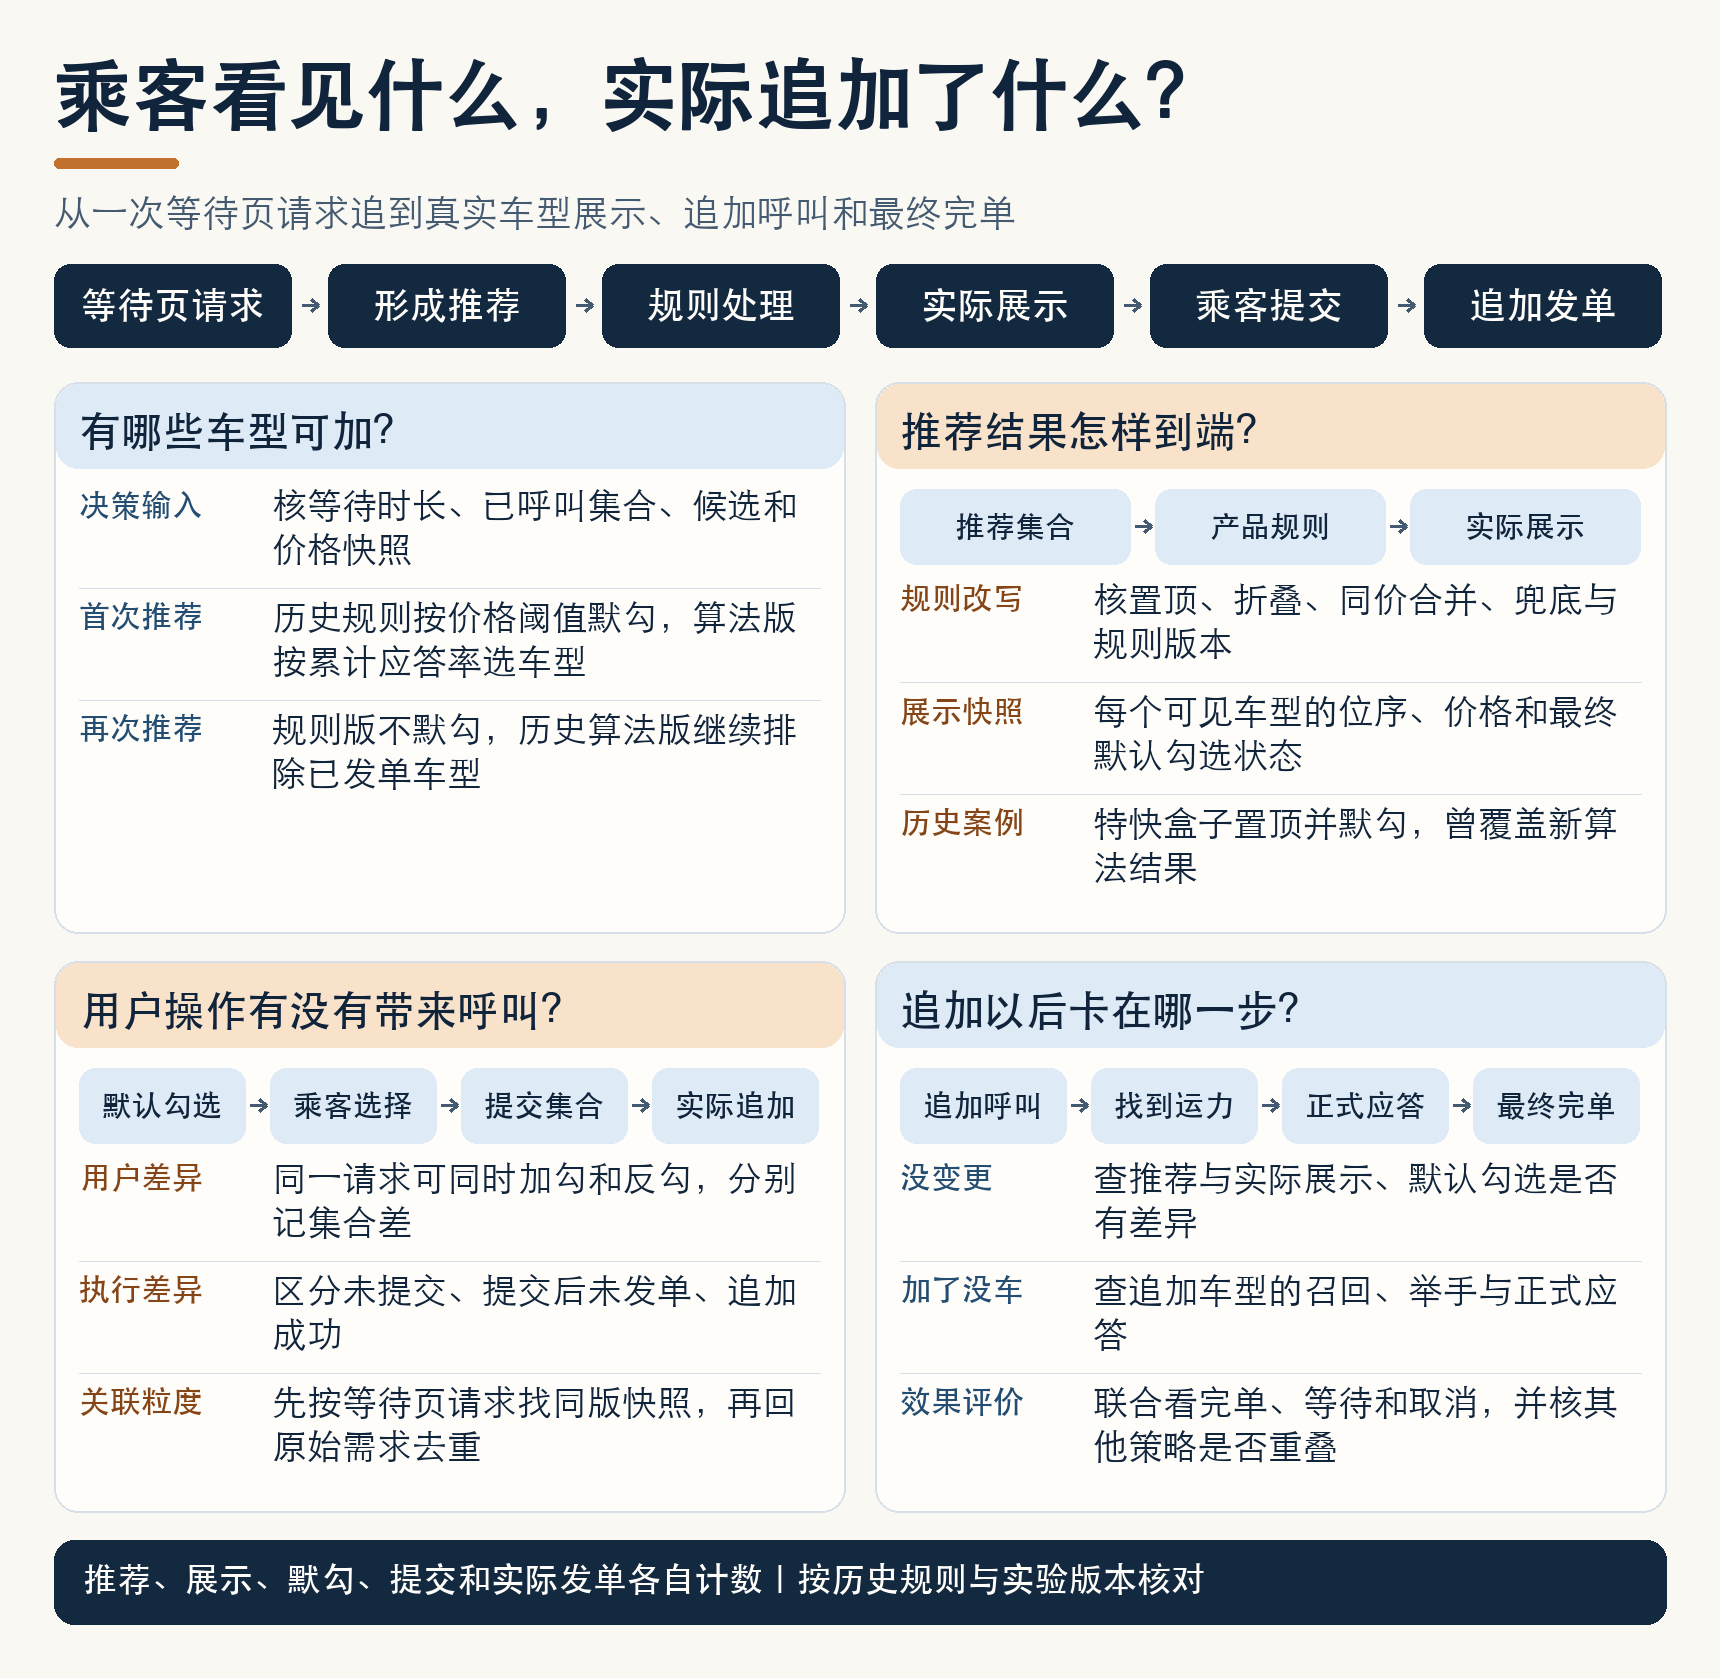 乘客看见什么，实际追加了什么？
从一次等待页请求追到真实车型展示、追加呼叫和最终完单
等待页请求 → 形成推荐 → 规则处理 → 实际展示 → 乘客提交 → 追加发单
有哪些车型可加？
决策输入 核等待时长、已呼叫集合、候选和
价格快照
首次推荐 历史规则按价格阈值默勾，算法版
按累计应答率选车型
再次推荐 规则版不默勾，历史算法版继续排
除已发单车型
推荐结果怎样到端？
推荐集合 → 产品规则 → 实际展示
规则改写 核置顶、折叠、同价合并、兜底与
规则版本
展示快照 每个可见车型的位序、价格和最终
默认勾选状态
历史案例 特快盒子置顶并默勾，曾覆盖新算
法结果
用户操作有没有带来呼叫？
默认勾选 → 乘客选择 → 提交集合 → 实际追加
用户差异 同一请求可同时加勾和反勾，分别
记集合差
执行差异 区分未提交、提交后未发单、追加
成功
关联粒度 先按等待页请求找同版快照，再回
原始需求去重
追加以后卡在哪一步？
追加呼叫 → 找到运力 → 正式应答 → 最终完单
没变更 查推荐与实际展示、默认勾选是否
有差异
加了没车 查追加车型的召回、举手与正式应
答
效果评价 联合看完单、等待和取消，并核其
他策略是否重叠
推荐、展示、默勾、提交和实际发单各自计数丨按历史规则与实验版本核对